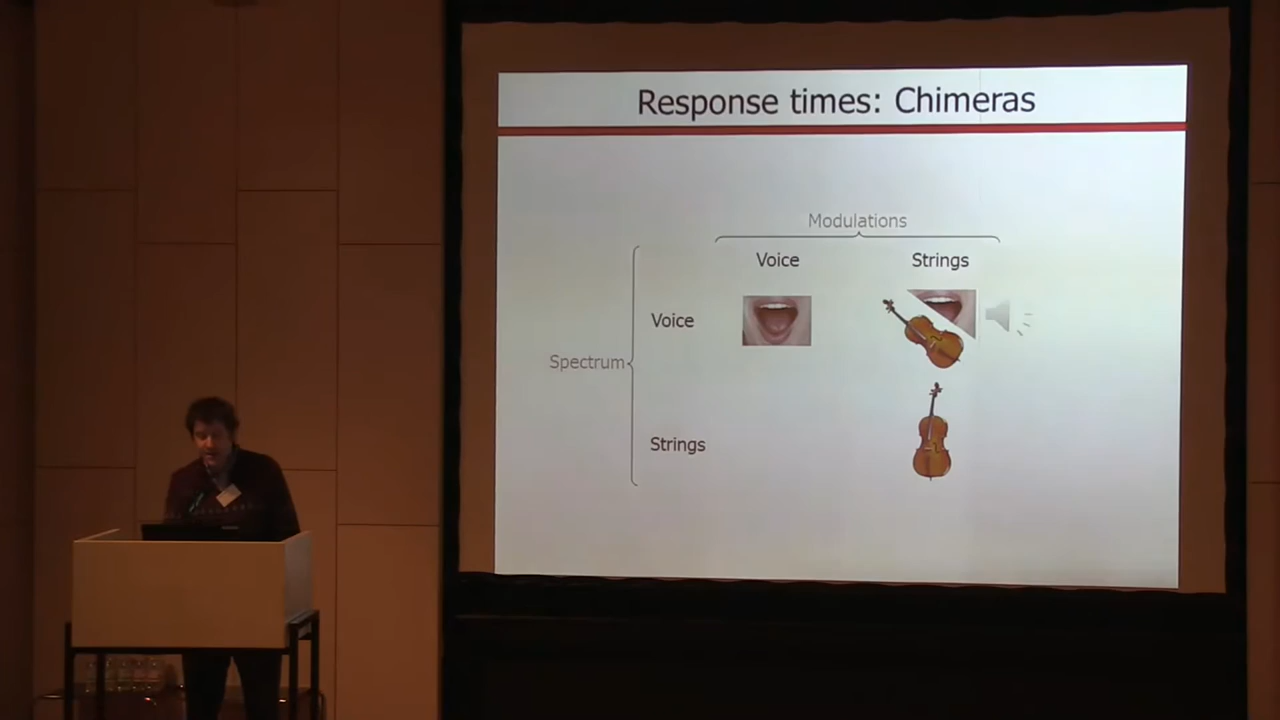 Response times: Chimeras
Modulations
Voice Strings
Voice
Spectrum
Strings